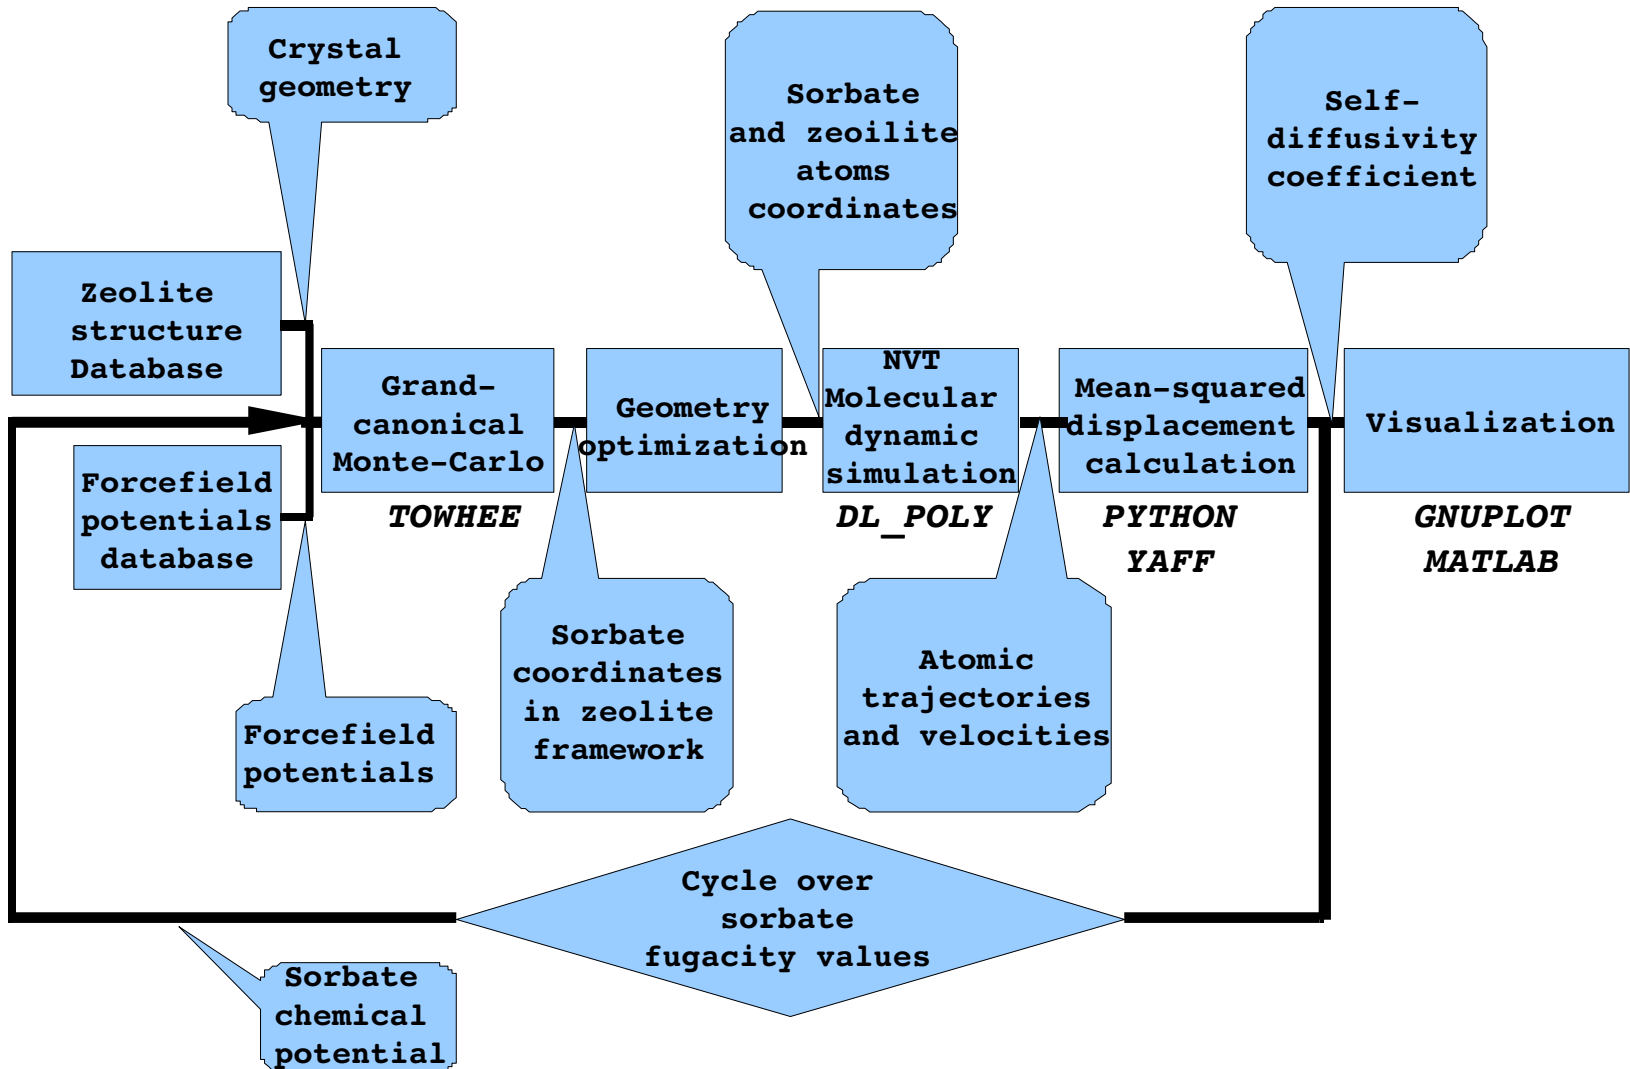 Crystal
geometry
Sorbate
and zeoilite
atoms
coordinates
Self-
diffusivity
coefficient
Zeolite
structure
Database
Grand-
canonical
Monte-Carlo
TOWHEE
Geometry
optimization
NVT
Molecular
dynamic
simulation
DL_POLY
Mean-squared
displacement
calculation
PYTHON
YAFF
Visualization
GNUPLOT
MATLAB
Forcefield
potentials
database
Forcefield
potentials
Sorbate
coordinates
in zeolite
framework
Atomic
trajectories
and velocities
Cycle over
sorbate
fugacity values
Sorbate
chemical
potential